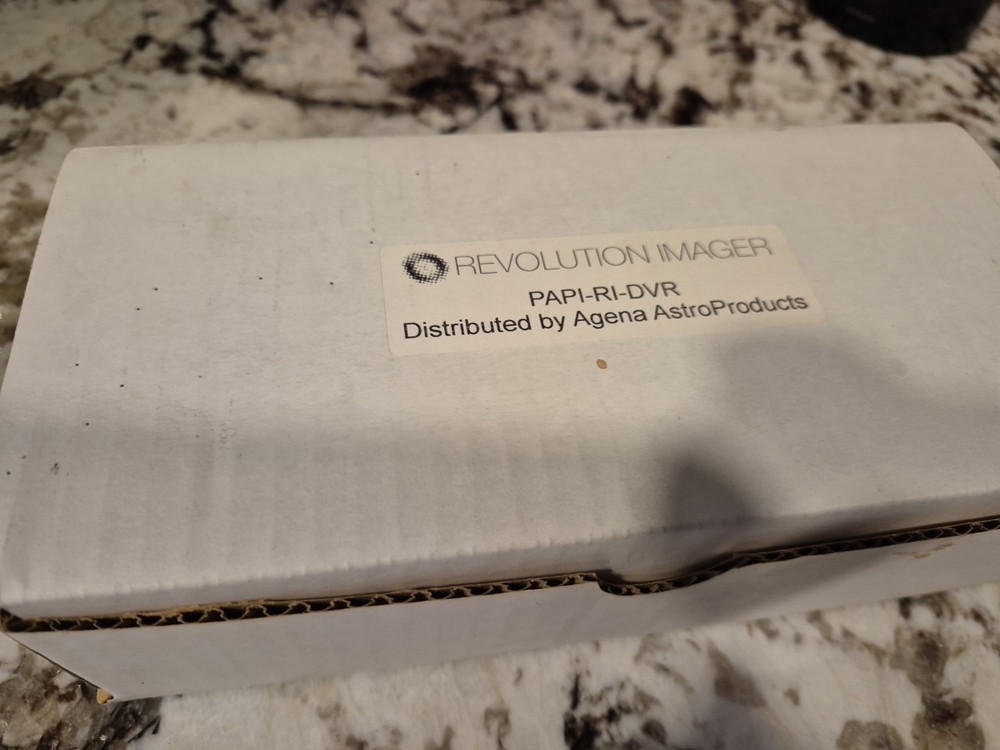 REVOLUTION IMAGER
PAPI-RI-DVR
Distributed by Agena AstroProducts